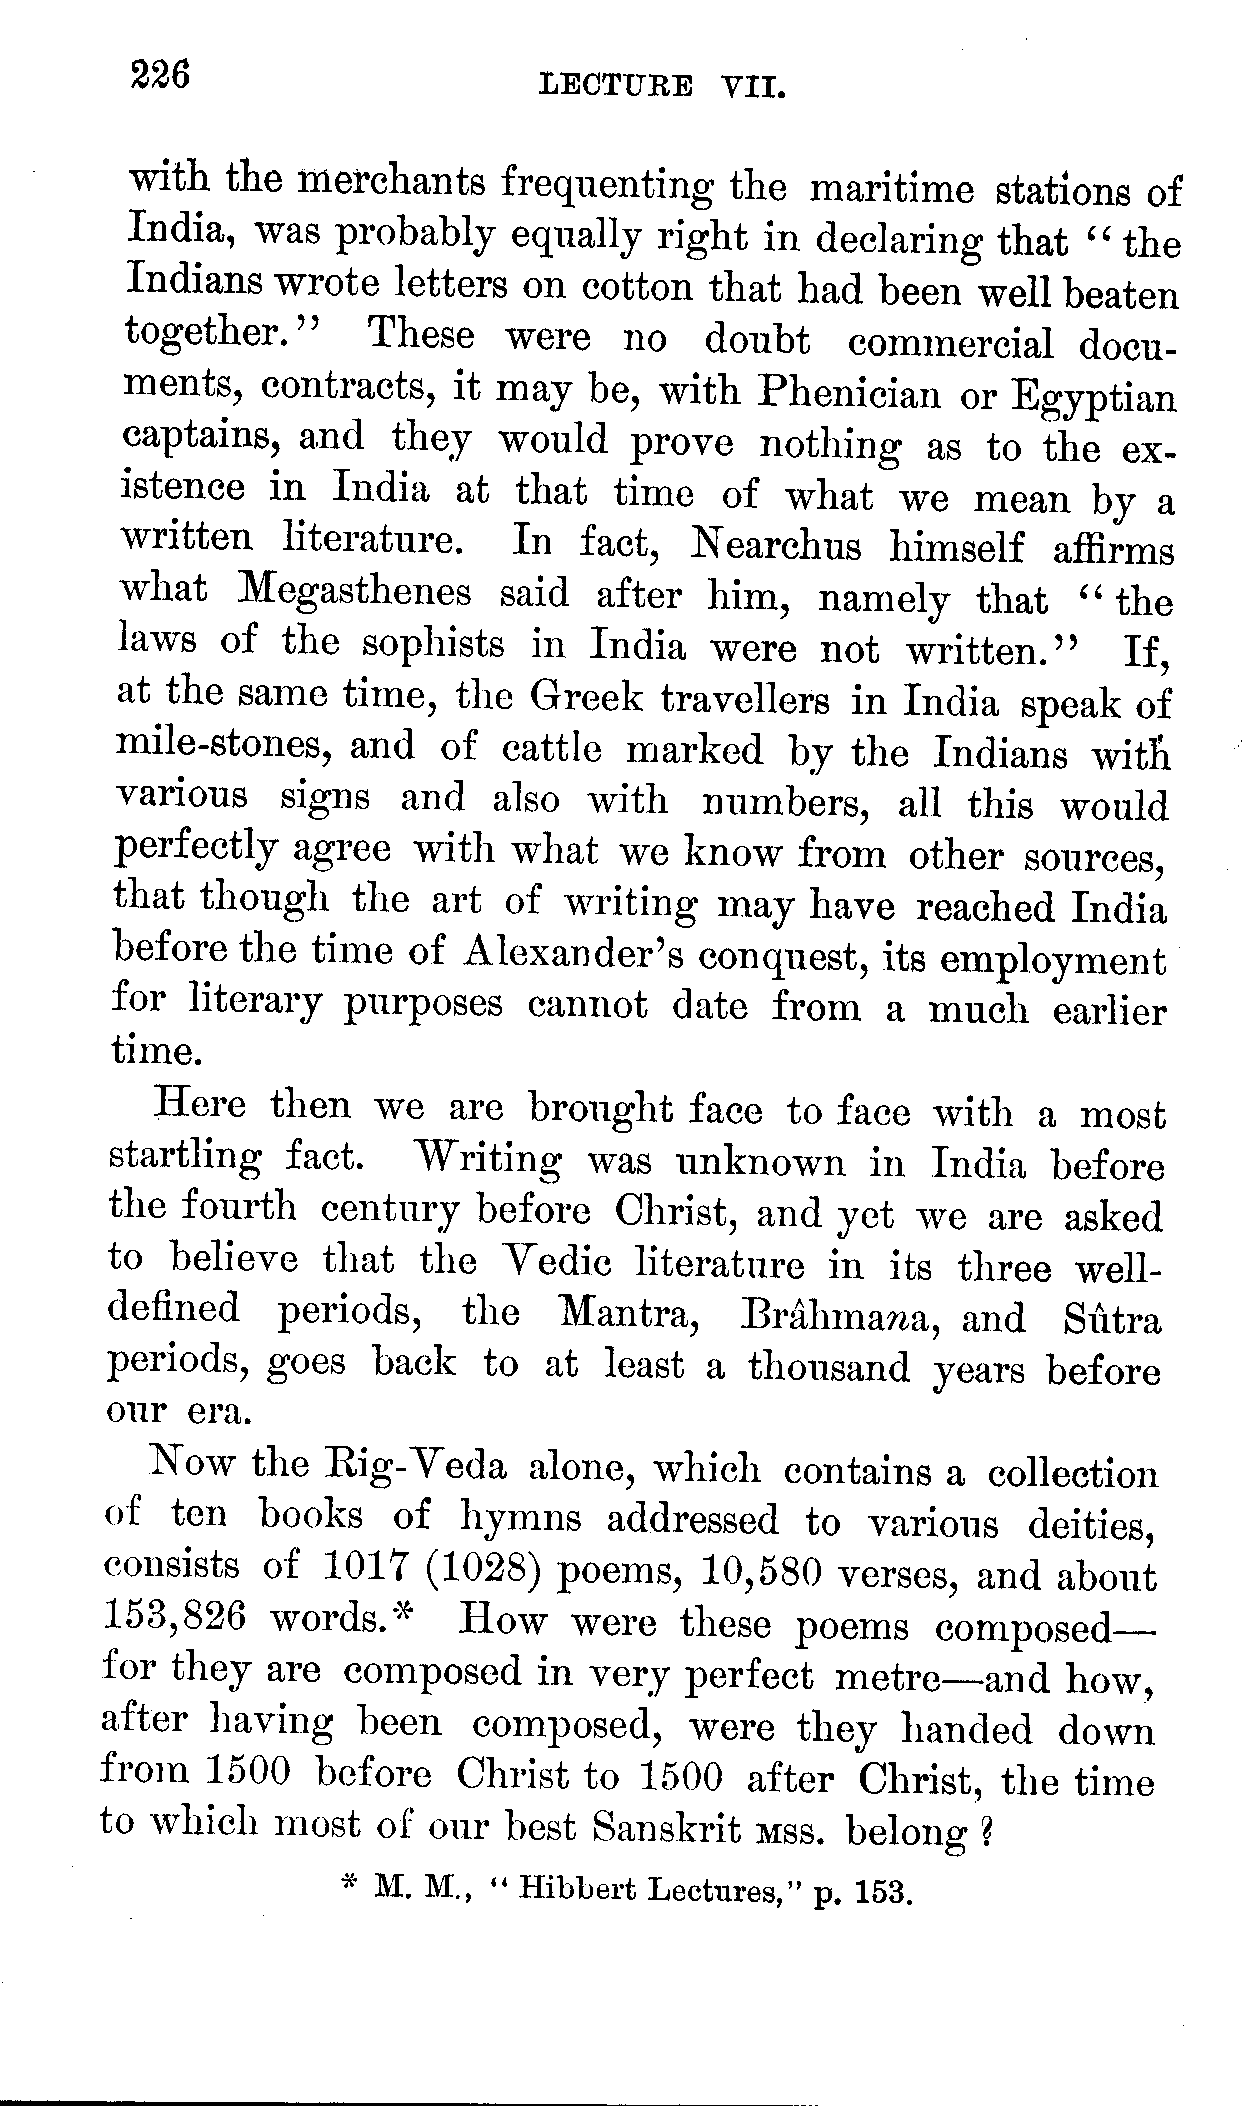 226
LECTURE VII.
with the merchants frequenting the maritime stations of
India, was probably equally right in declaring that “ the
Indians wrote letters on cotton that had been well beaten
together.” These were no doubt commercial docu-
ments, contracts, it may be, with Phenician or Egyptian
captains, and they would prove nothing as to the ex-
istence in India at that time of what we mean by a
written literature. In fact, Nearchus himself affirms
what Megasthenes said after him, namely that “ the
laws of the sophists in India were not written.” If,
at the same time, the Greek travellers in India speak of
mile-stones, and of cattle marked by the Indians with
various signs and also with numbers, all this would
perfectly agree with what we know from other sources,
that though the art of writing may have reached India
before the time of Alexander’s conquest, its employment
for literary purposes cannot date from a much earlier
time.
Here then we are brought face to face with a most
startling fact. Writing was unknown in India before
the fourth century before Christ, and yet we are asked
to believe that the Vedic literature in its three well-
defined periods, the Mantra, Brâhmana, and Sûtra
periods, goes back to at least a thousand years before
our era.
Now the Rig-Veda alone, which contains a collection
of ten books of hymns addressed to various deities,
consists of 1017 (1028) poems, 10,580 verses, and about
153,826 words.* How were these poems composed—
for they are composed in very perfect metre—and how,
after having been composed, were they handed down
from 1500 before Christ to 1500 after Christ, the time
to which most of our best Sanskrit MSS. belong ?
* M. M., “ Hibbert Lectures,” p. 153.